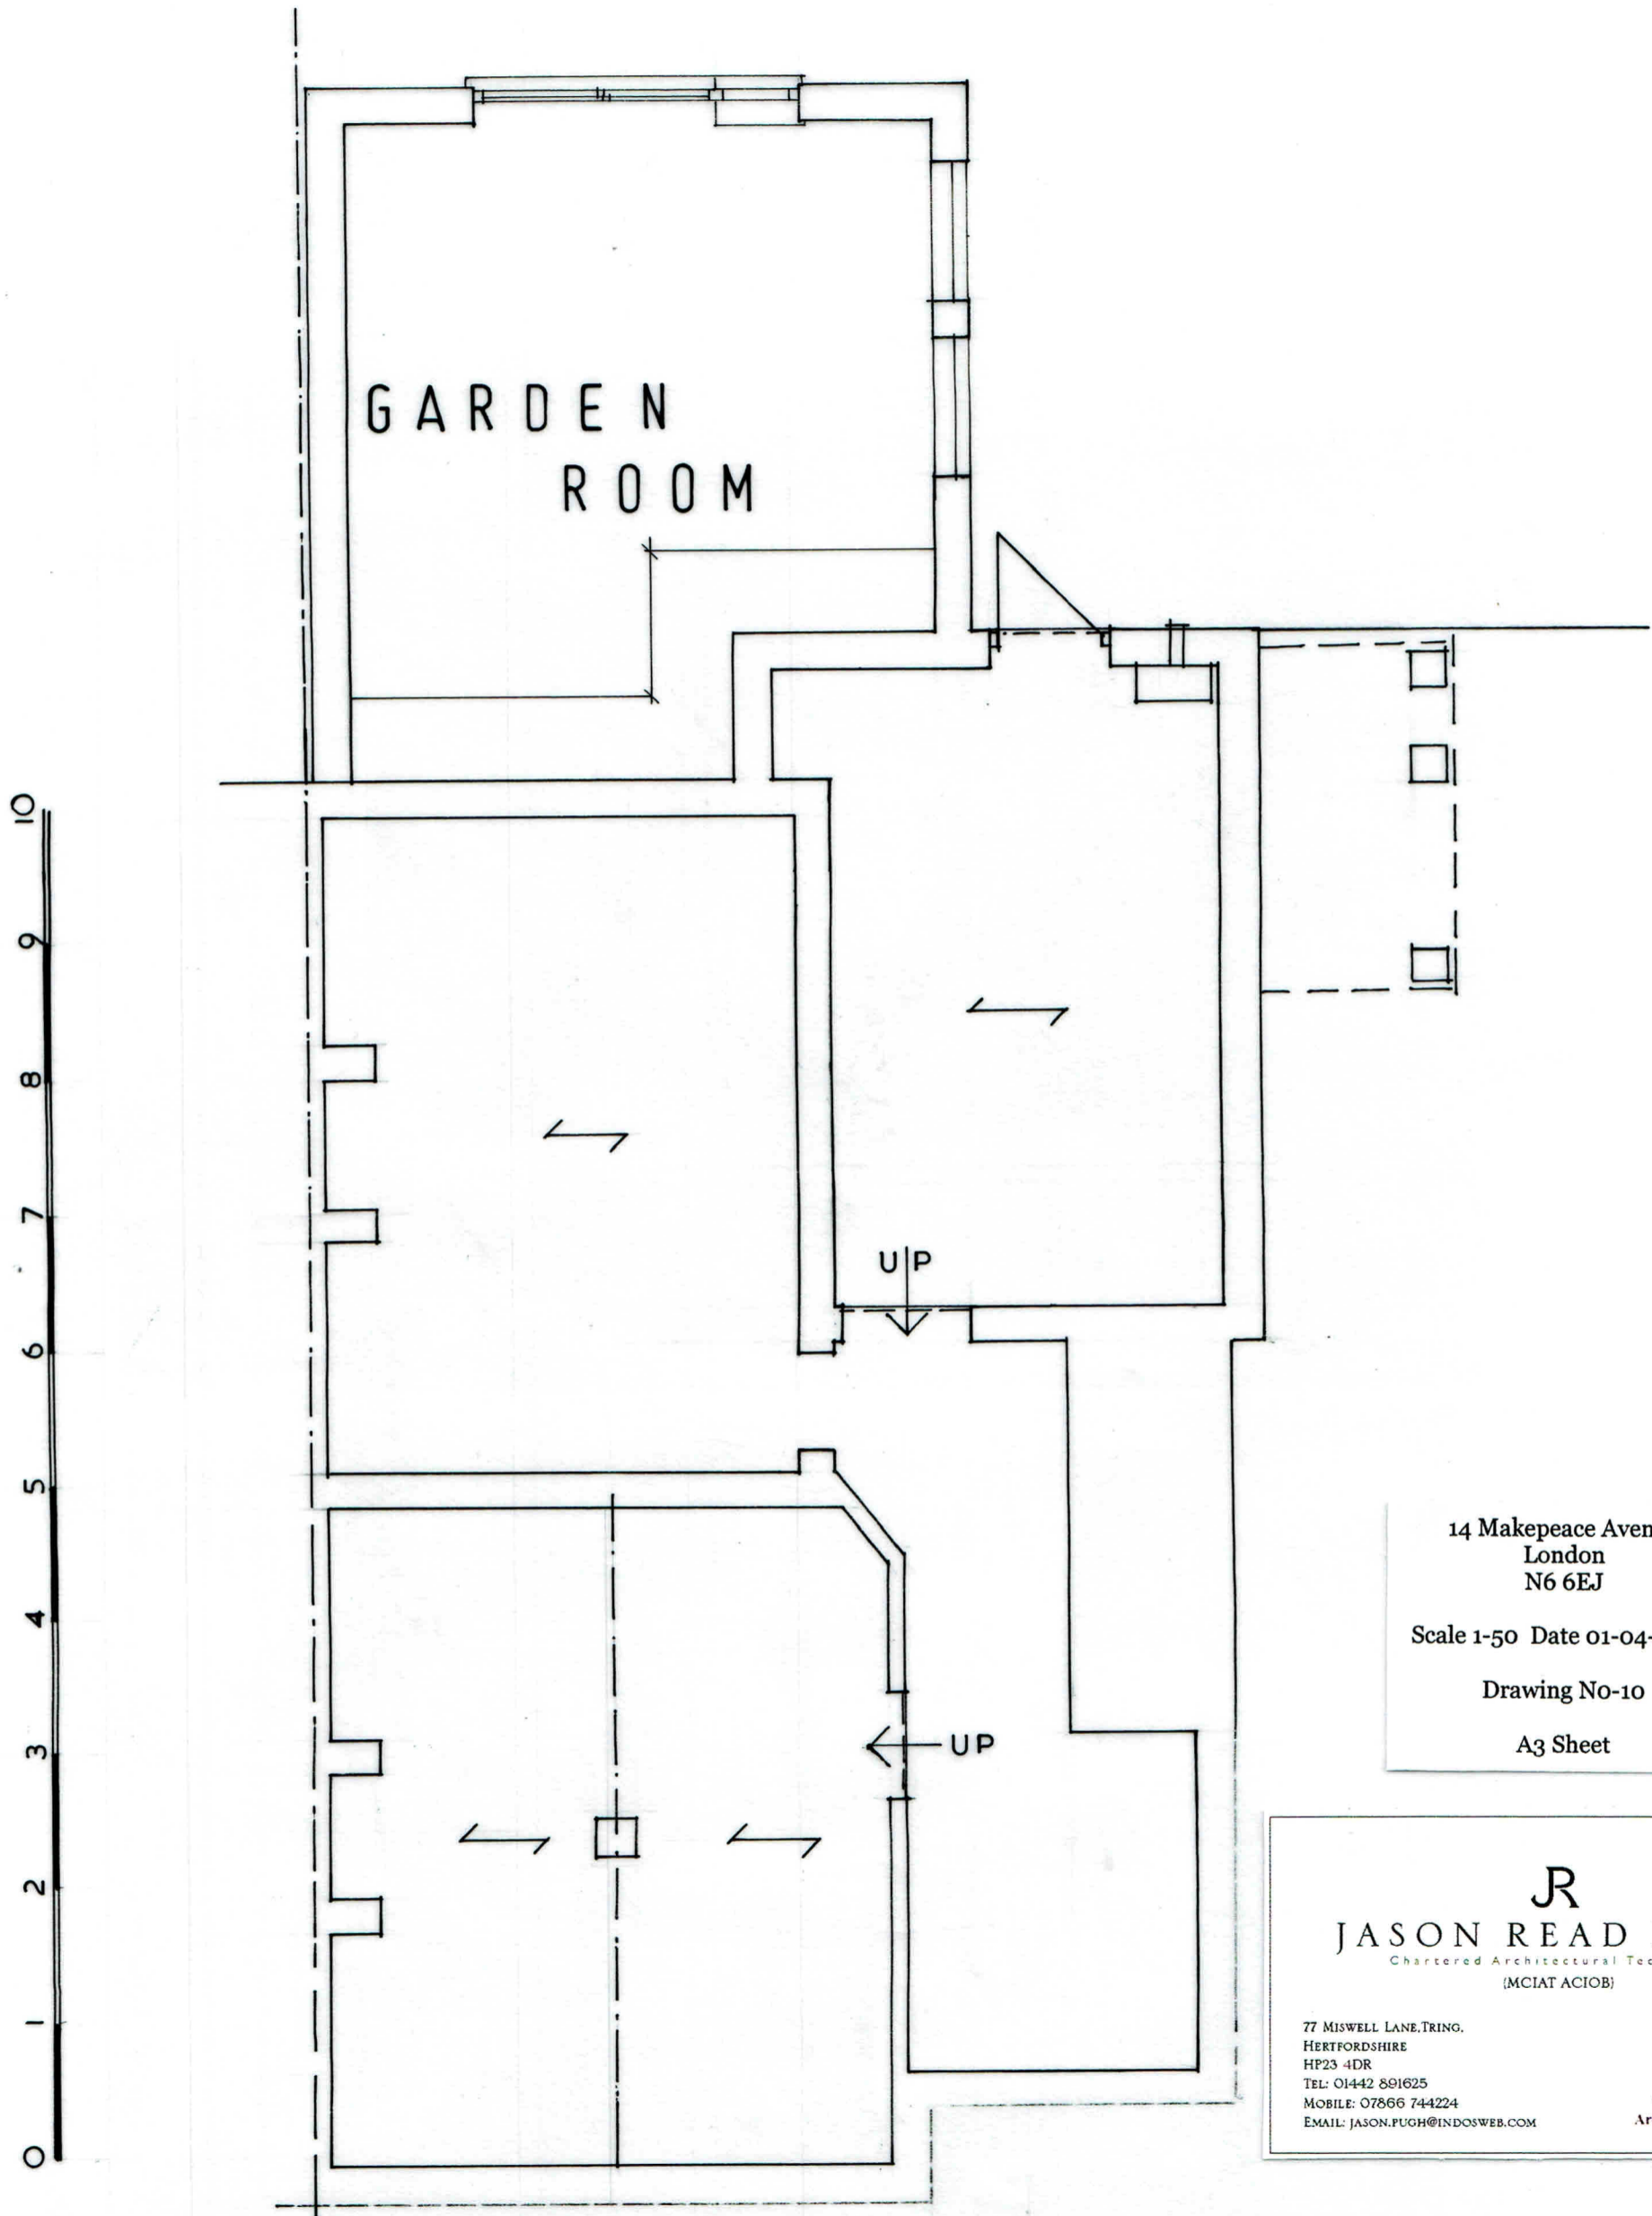 GARDEN
ROOM
10
9
8
7
6
5
4
3
2
1
0
UP
UP
14 Makepeace Aven
London
N6 6EJ
Scale 1-50 Date 01-04-
Drawing No-10
A3 Sheet
JR
JASON READ
Chartered Architectural Tec
(MCIAT ACIOB)
77 MISWELL LANE,TRING,
HERTFORDSHIRE
HP23 4DR
TEL: 01442 891625
MOBILE: 07866 744224
EMAIL: JASON.PUGH@INDOSWEB.COM
Ar